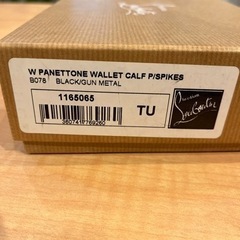 W PANETTONE WALLET CALF P/SPIKES
B078 BLACK/GUN METAL
1165065
TU